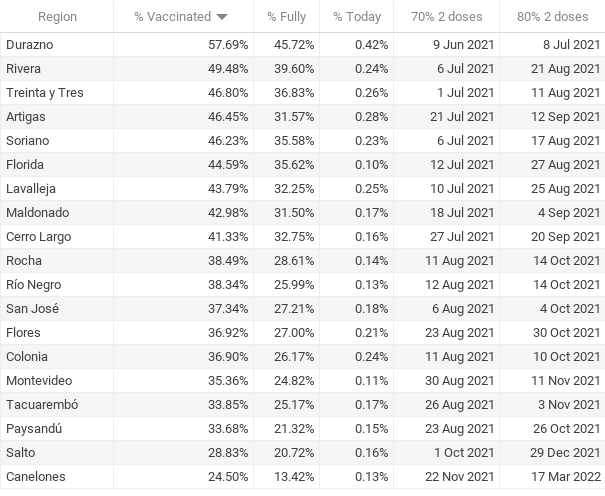 Region % Vaccinated % Fully % Today 70% 2 doses 80% 2 doses
Durazno 57.69% 45.72% 0.42% 9 Jun 2021 8 Jul 2021
Rivera 49.48% 39.60% 0.24% 6 Jul 2021 21 Aug 2021
Treinta y Tres 46.80% 36.83% 0.26% 1 Jul 2021 11 Aug 2021
Artigas 46.45% 31.57% 0.28% 21 Jul 2021 12 Sep 2021
Soriano 46.23% 35.58% 0.23% 6 Jul 2021 17 Aug 2021
Florida 44.59% 35.62% 0.10% 12 Jul 2021 27 Aug 2021
Lavalleja 43.79% 32.25% 0.25% 10 Jul 2021 25 Aug 2021
Maldonado 42.98% 31.50% 0.17% 18 Jul 2021 4 Sep 2021
Cerro Largo 41.33% 32.75% 0.16% 27 Jul 2021 20 Sep 2021
Rocha 38.49% 28.61% 0.14% 11 Aug 2021 14 Oct 2021
Río Negro 38.34% 25.99% 0.13% 12 Aug 2021 14 Oct 2021
San José 37.34% 27.21% 0.18% 6 Aug 2021 4 Oct 2021
Flores 36.92% 27.00% 0.21% 23 Aug 2021 30 Oct 2021
Colonia 36.90% 26.17% 0.24% 11 Aug 2021 10 Oct 2021
Montevideo 35.36% 24.82% 0.11% 30 Aug 2021 11 Nov 2021
Tacuarembó 33.85% 25.17% 0.17% 26 Aug 2021 3 Nov 2021
Paysandú 33.68% 21.32% 0.15% 23 Aug 2021 26 Oct 2021
Salto 28.83% 20.72% 0.16% 1 Oct 2021 29 Dec 2021
Canelones 24.50% 13.42% 0.13% 22 Nov 2021 17 Mar 2022